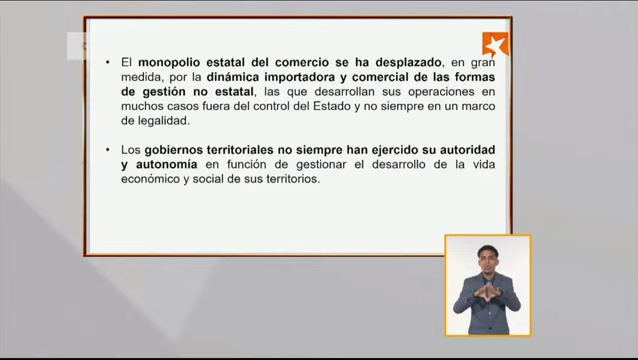 • El monopolio estatal del comercio se ha desplazado, en gran
medida, por la dinámica importadora y comercial de las formas
de gestión no estatal, las que desarrollan sus operaciones en
muchos casos fuera del control del Estado y no siempre en un marco
de legalidad.
• Los gobiernos territoriales no siempre han ejercido su autoridad
y autonomía en función de gestionar el desarrollo de la vida
económico y social de sus territorios.